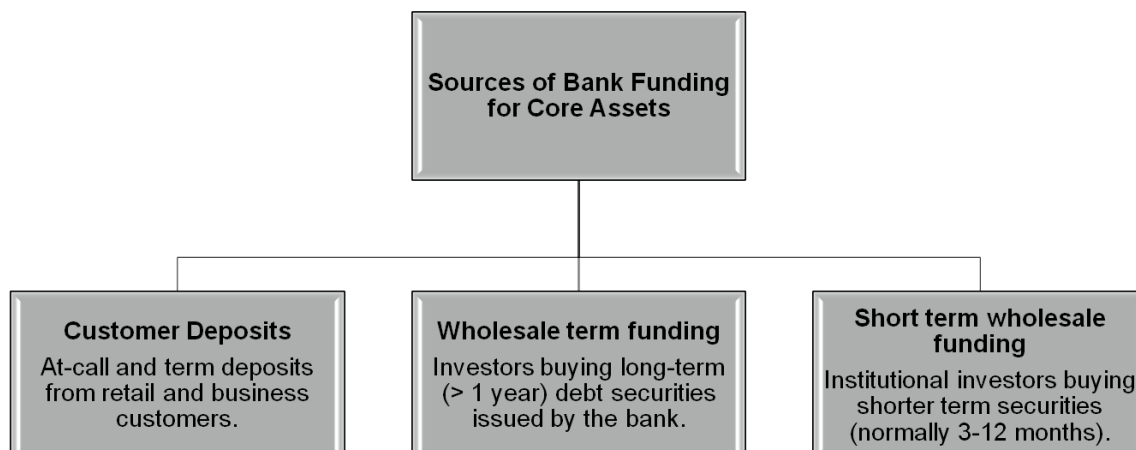 Sources of Bank Funding
for Core Assets
Customer Deposits
At-call and term deposits
from retail and business
customers.
Wholesale term funding
Investors buying long-term
(> 1 year) debt securities
issued by the bank.
Short term wholesale
funding
Institutional investors buying
shorter term securities
(normally 3-12 months).